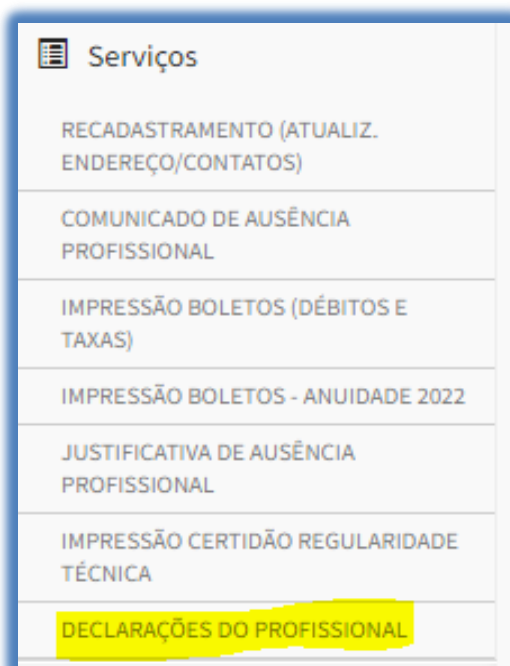 Serviços
RECADASTRAMENTO (ATUALIZ.
ENDEREÇO/CONTATOS)
COMUNICADO DE AUSÊNCIA
PROFISSIONAL
IMPRESSÃO BOLETOS (DÉBITOS E
TAXAS)
IMPRESSÃO BOLETOS - ANUIDADE 2022
JUSTIFICATIVA DE AUSÊNCIA
PROFISSIONAL
IMPRESSÃO CERTIDÃO REGULARIDADE
TÉCNICA
DECLARAÇÕES DO PROFISSIONAL